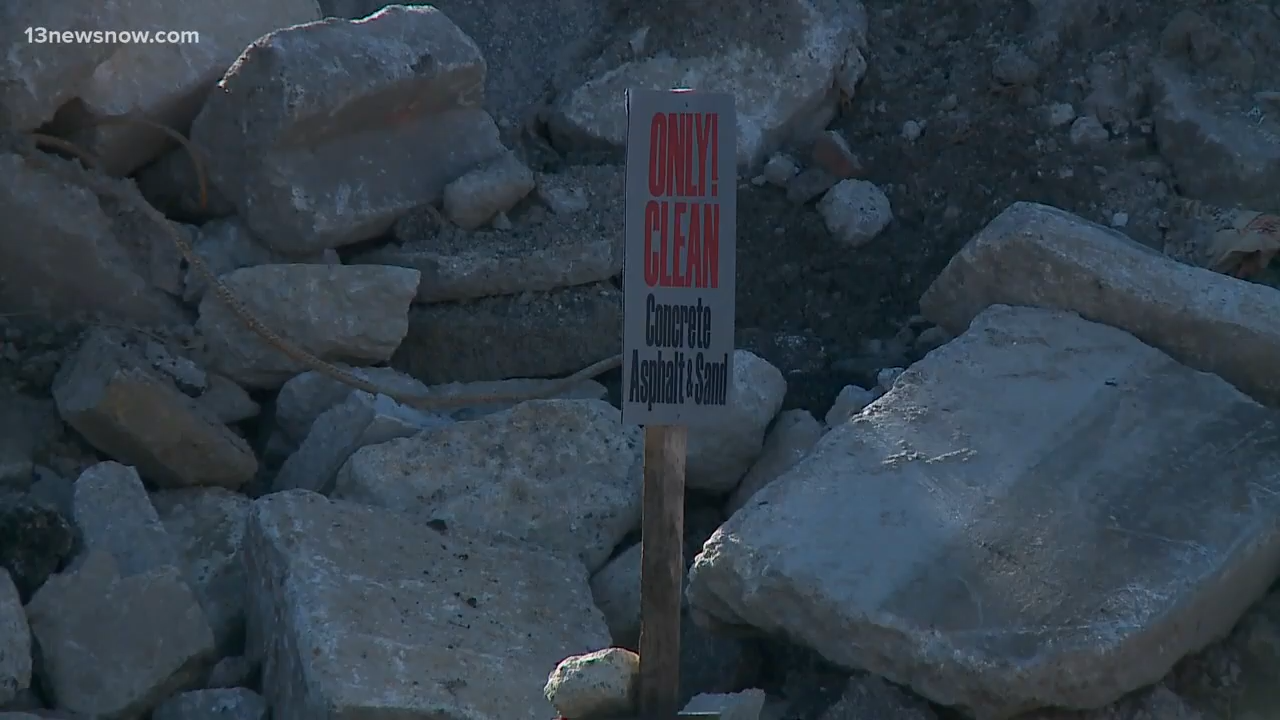 13newsnow.com
ONLY!
CLEAN
Concrete
Asphalt & Sand